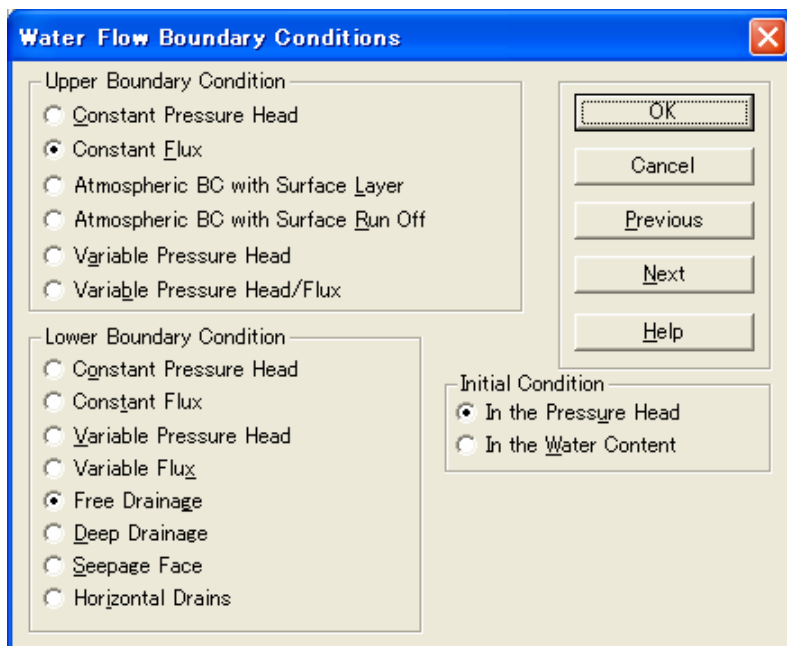 Water Flow Boundary Conditions
Upper Boundary Condition
Constant Pressure Head
Constant Flux
Atmospheric BC with Surface Layer
Atmospheric BC with Surface Run Off
Variable Pressure Head
Variable Pressure Head/Flux
OK
Cancel
Previous
Next
Help
Lower Boundary Condition
Constant Pressure Head
Constant Flux
Variable Pressure Head
Variable Flux
Free Drainage
Deep Drainage
Seepage Face
Horizontal Drains
Initial Condition
In the Pressure Head
In the Water Content